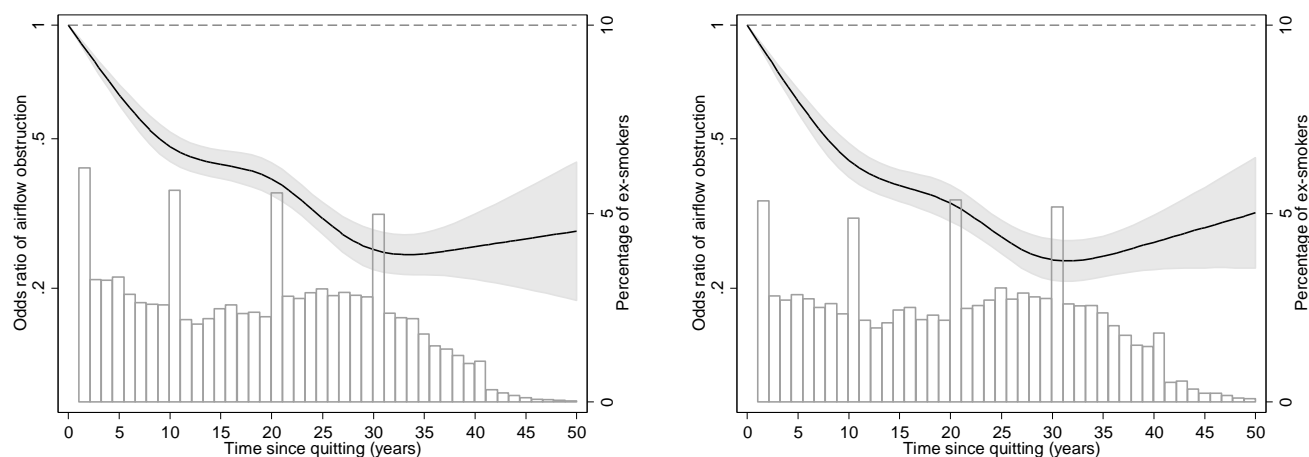 Odds ratio of airflow obstruction
1
.5
.2
10
5
0
Percentage of ex-smokers
0 5 10 15 20 25 30 35 40 45 50
Time since quitting (years)
Odds ratio of airflow obstruction
1
.5
.2
10
5
0
Percentage of ex-smokers
0 5 10 15 20 25 30 35 40 45 50
Time since quitting (years)